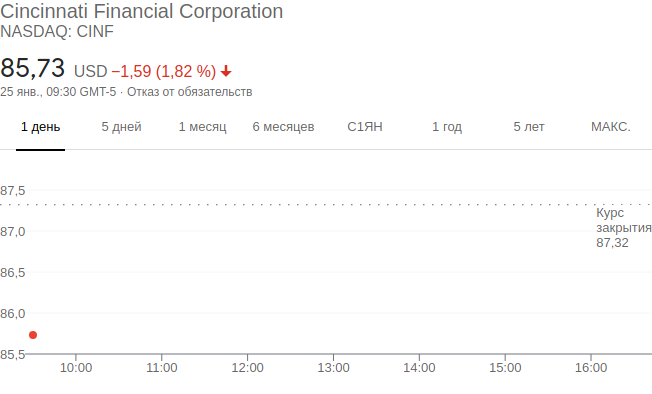 Cincinnati Financial Corporation
NASDAQ: CINF
85,73 USD −1,59 (1,82 %)
25 янв., 09:30 GMT-5 · Отказ от обязательств
1 день 5 дней 1 месяц 6 месяцев С1ЯН 1 год 5 лет МАКС.
87,5
Курс
закрытия
87,32
87,0
86,5
86,0
85,5
10:00 11:00 12:00 13:00 14:00 15:00 16:00